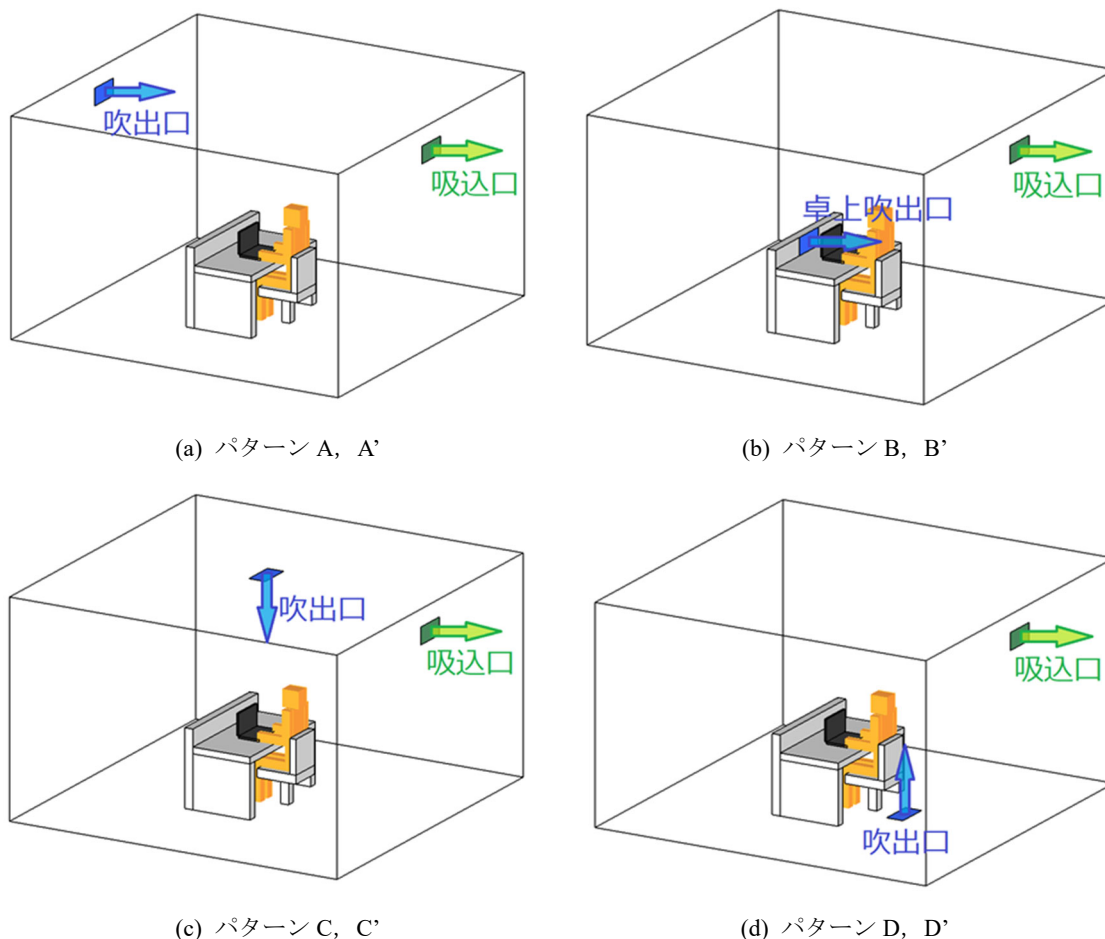 吹出口
吸込口
(a) パターン A， A’
卓上吹出口
吸込口
(b) パターン B， B’
吹出口
吸込口
(c) パターン C， C’
吹出口
吸込口
(d) パターン D， D’